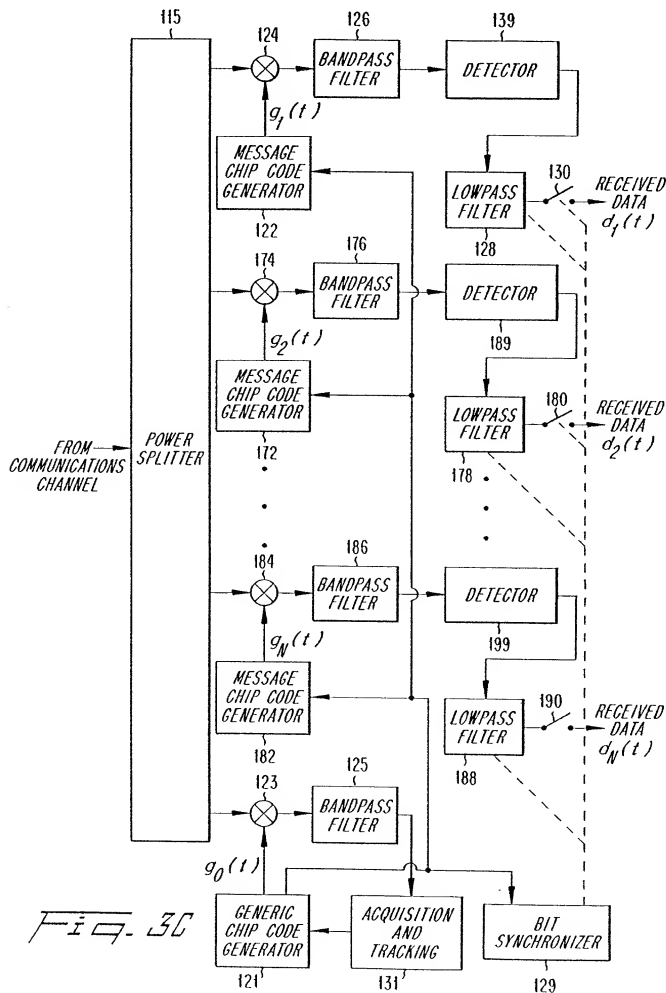 115
124
126
139
BANDPASS
FILTER
DETECTOR
g1(t)
MESSAGE
CHIP CODE
GENERATOR
122
LOWPASS
FILTER
128
130
RECEIVED
DATA
d1(t)
174
176
BANDPASS
FILTER
DETECTOR
189
g2(t)
MESSAGE
CHIP CODE
GENERATOR
172
LOWPASS
FILTER
178
180
RECEIVED
DATA
d2(t)
FROM
COMMUNICATIONS
CHANNEL
POWER
SPLITTER
184
186
BANDPASS
FILTER
DETECTOR
199
gN(t)
MESSAGE
CHIP CODE
GENERATOR
182
LOWPASS
FILTER
188
190
RECEIVED
DATA
dN(t)
123
125
BANDPASS
FILTER
g0(t)
Fig. 3C
GENERIC
CHIP CODE
GENERATOR
121
ACQUISITION
AND
TRACKING
131
BIT
SYNCHRONIZER
129